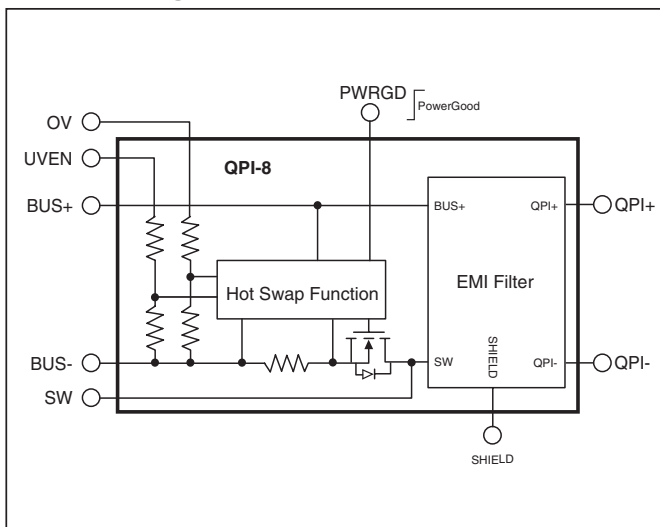 PWRGD
PowerGood
OV
UVEN
QPI-8
BUS+
BUS+
QPI+
QPI+
EMI Filter
Hot Swap Function
SHIELD
BUS-
SW
QPI-
QPI-
SW
SHIELD